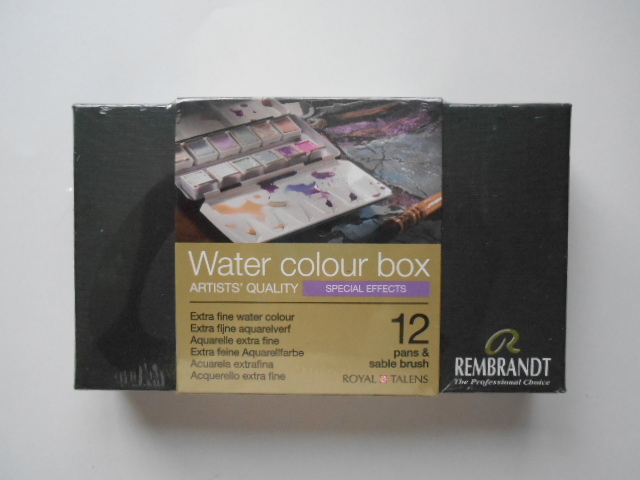 Water colour box
ARTISTS' QUALITY SPECIAL EFFECTS
Extra fine water colour
Extra fijne aquarelverf
Aquarelle extra fine
Extra feine Aquarellfarbe
Acuarela extrafina
Acquerello extra fine
12
pans &
sable brush
ROYAL TALENS
R
REMBRANDT
The Professional Choice